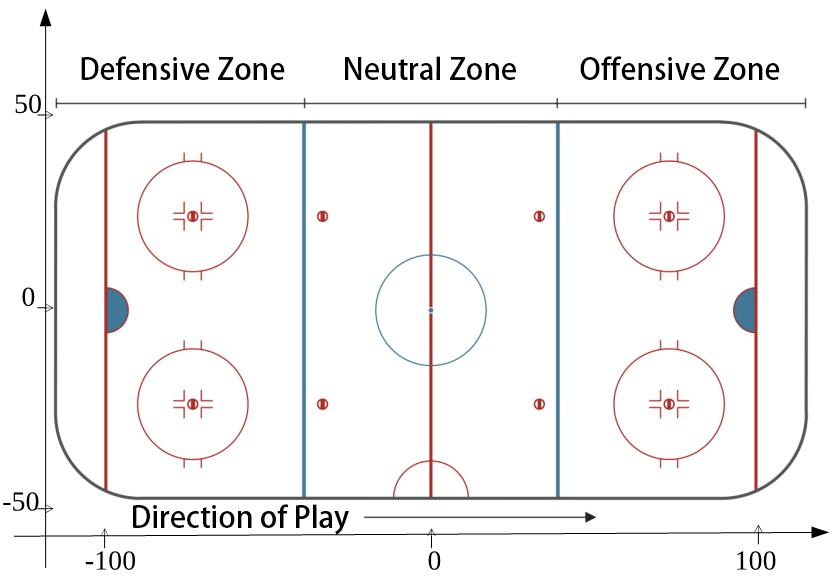 Defensive Zone Neutral Zone Offensive Zone
50
0
-50
Direction of Play
-100 0 100